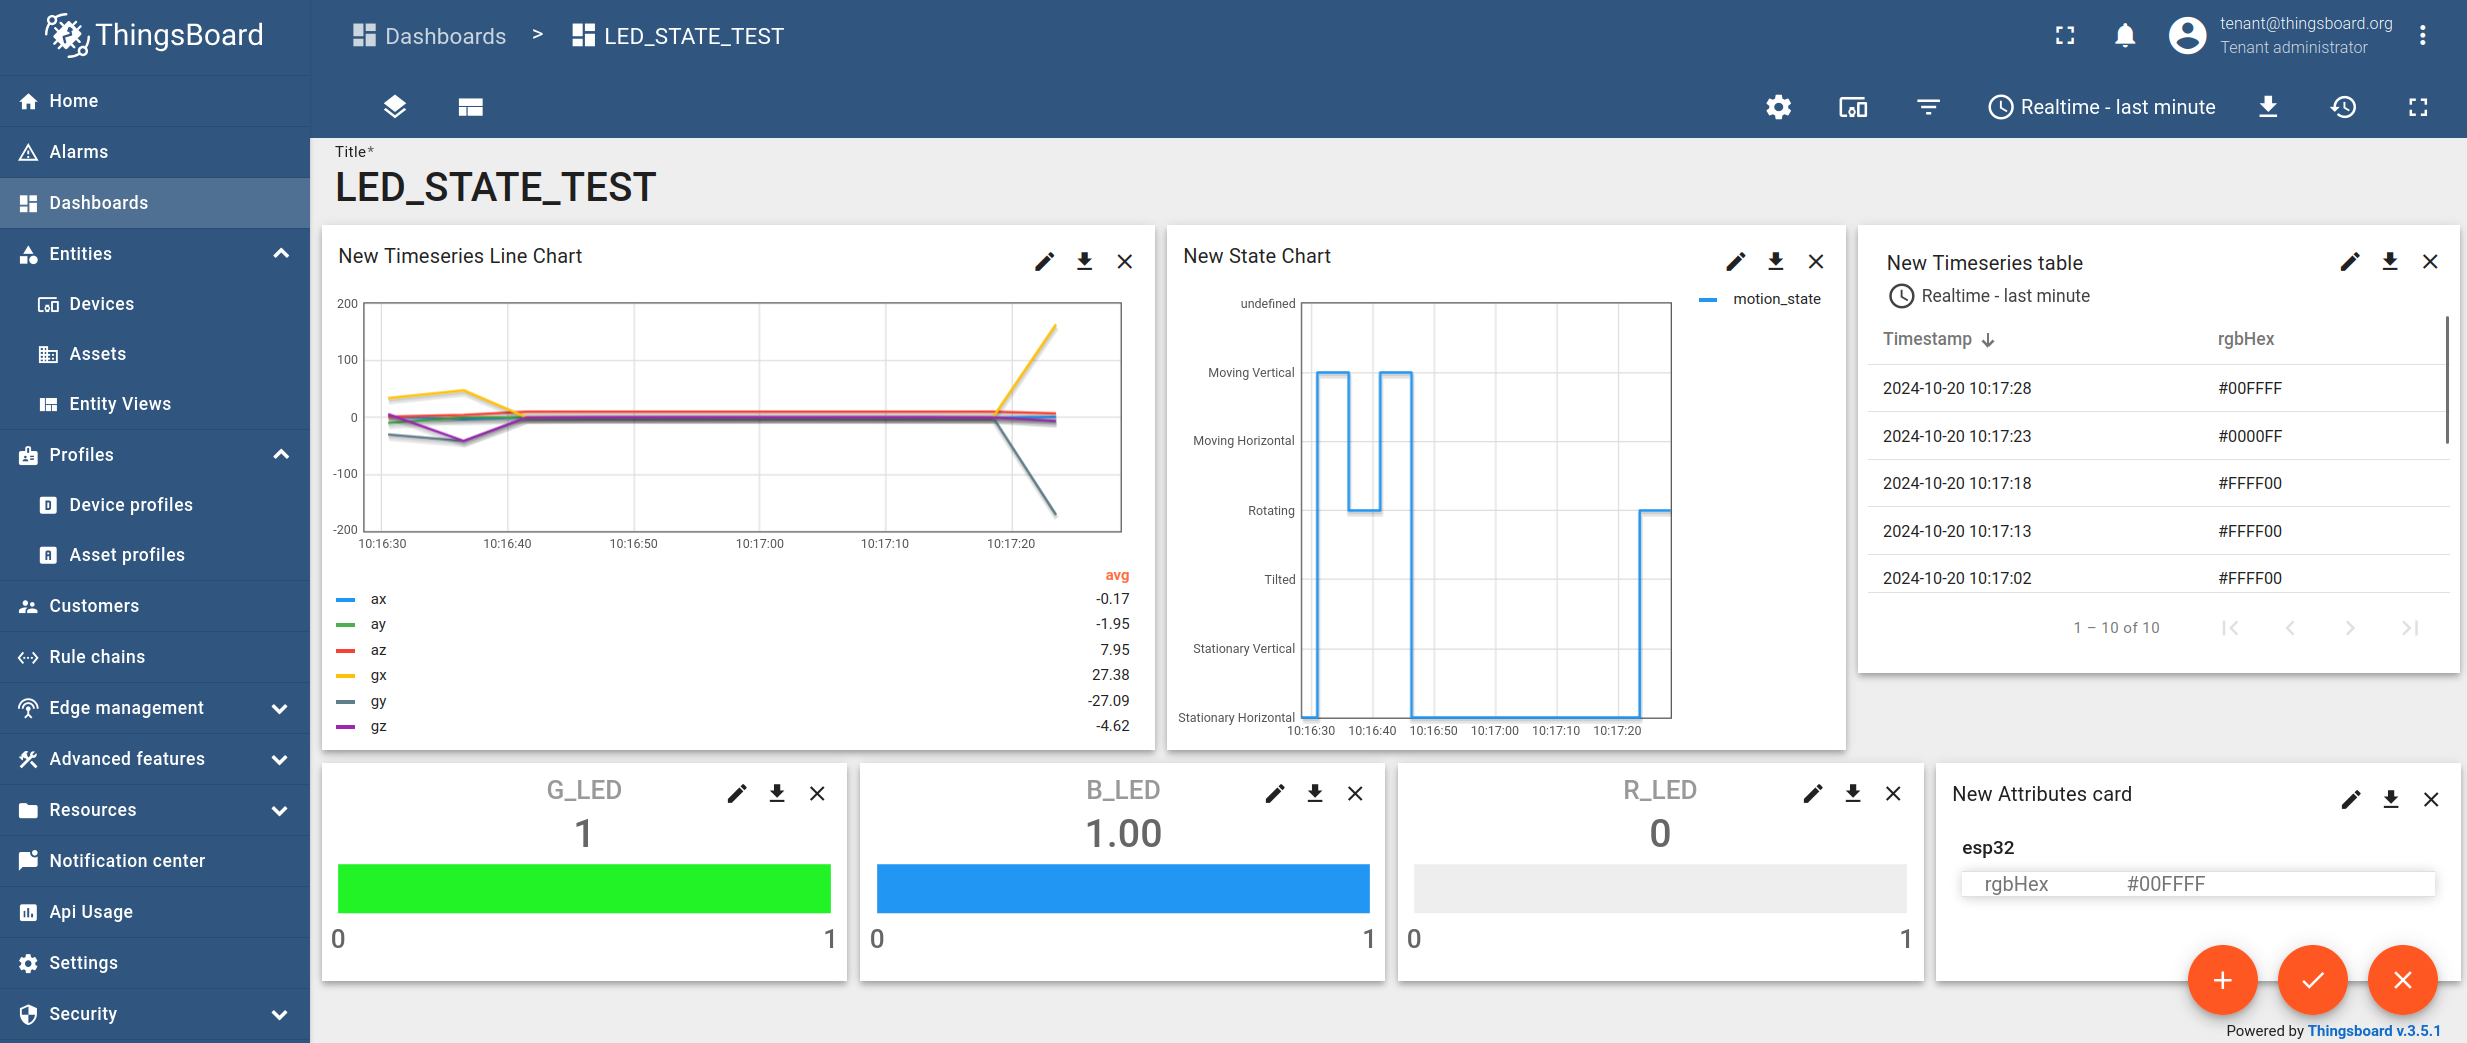 ThingsBoard
Dashboards > LED_STATE_TEST
tenant@thingsboard.org
Tenant administrator
Realtime - last minute
Home
Alarms
Dashboards
Entities
Devices
Assets
Entity Views
Profiles
Device profiles
Asset profiles
Customers
Rule chains
Edge management
Advanced features
Resources
Notification center
Api Usage
Settings
Security
Title*
LED_STATE_TEST
New Timeseries Line Chart
200
100
0
-100
-200
10:16:30 10:16:40 10:16:50 10:17:00 10:17:10 10:17:20
avg
ax -0.17
ay -1.95
az 7.95
gx 27.38
gy -27.09
gz -4.62
New State Chart
motion_state
undefined
Moving Vertical
Moving Horizontal
Rotating
Tilted
Stationary Vertical
Stationary Horizontal
10:16:30 10:16:40 10:16:50 10:17:00 10:17:10 10:17:20
New Timeseries table
Realtime - last minute
Timestamp rgbHex
2024-10-20 10:17:28 #00FFFF
2024-10-20 10:17:23 #0000FF
2024-10-20 10:17:18 #FFFF00
2024-10-20 10:17:13 #FFFF00
2024-10-20 10:17:02 #FFFF00
1 – 10 of 10
G_LED
1
0 1
B_LED
1.00
0 1
R_LED
0
0 1
New Attributes card
esp32
rgbHex #00FFFF
Powered by Thingsboard v.3.5.1